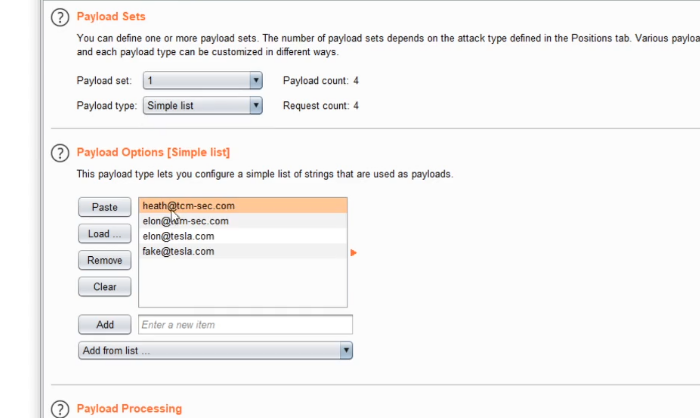 Payload Sets
You can define one or more payload sets. The number of payload sets depends on the attack type defined in the Positions tab. Various
and each payload type can be customized in different ways.
Payload set: 1 Payload count: 4
Payload type: Simple list Request count: 4
Payload Options [Simple list]
This payload type lets you configure a simple list of strings that are used as payloads.
Paste
heath@tcm-sec.com
elon@tcm-sec.com
Load ...
elon@tesla.com
fake@tesla.com
Remove
Clear
Add Enter a new item
Add from list ...
Payload Processing